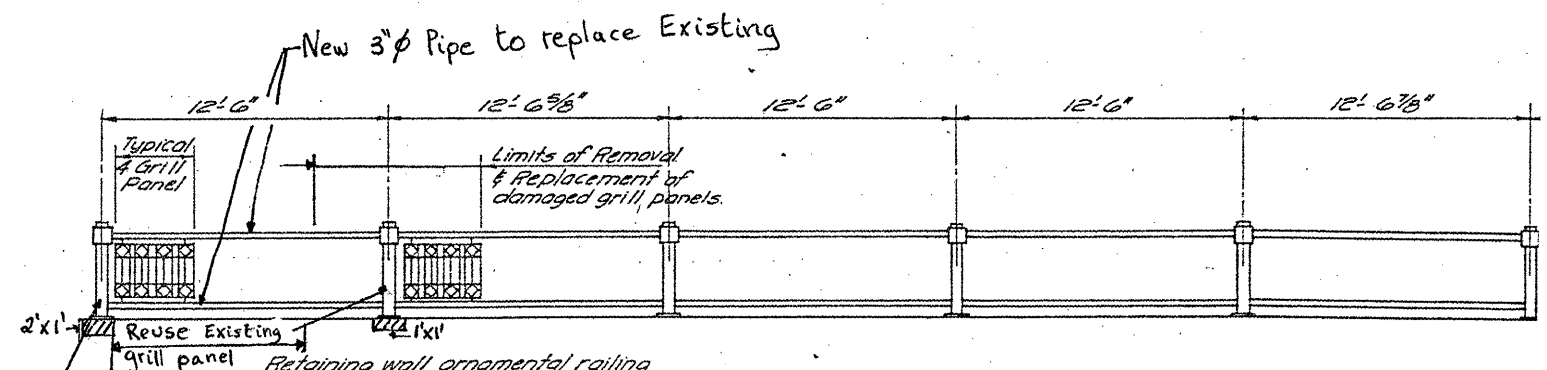 New 3"ø Pipe to replace Existing
12'-6"
12'-6 5/8"
12'-6"
12'-6"
12'-6 7/8"
Typical
4 Grill
Panel
Limits of Removal
& Replacement of
damaged grill panels.
2'x1'
Reuse Existing
grill panel
1'x1'
Retaining wall ornamental railing